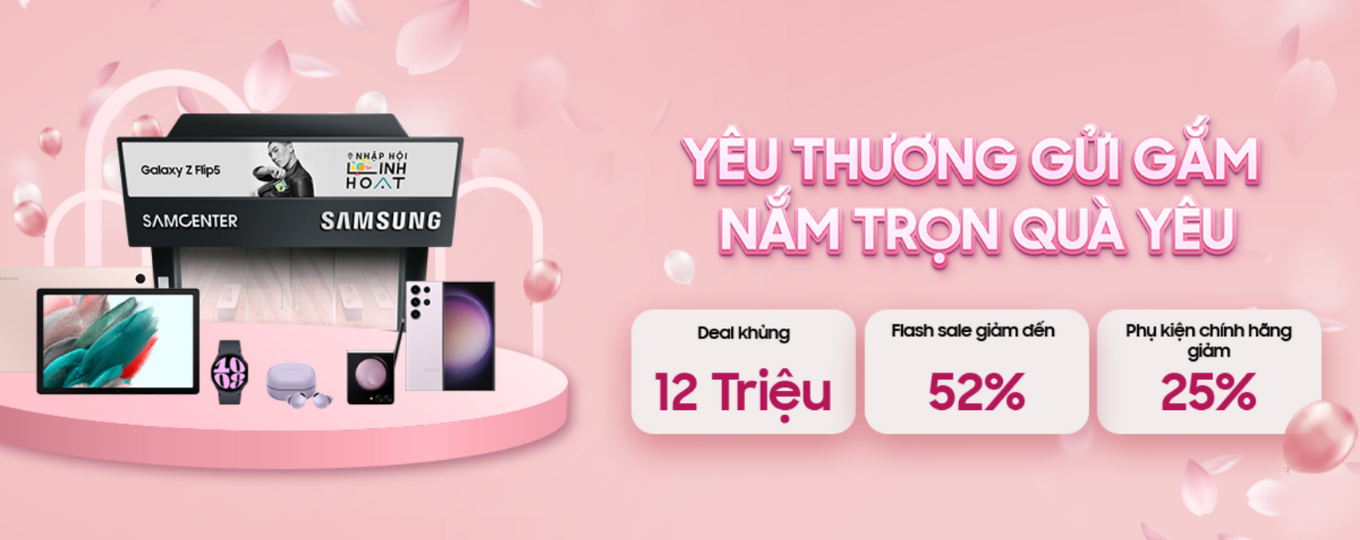 Galaxy Z Flip5
NHẬP HỘI
LINH
HOẠT
SAMCENTER
SAMSUNG
YÊU THƯƠNG GỬI GẮM
NẮM TRỌN QUÀ YÊU
Deal khủng
12 Triệu
Flash sale giảm đến
52%
Phụ kiện chính hãng
giảm
25%